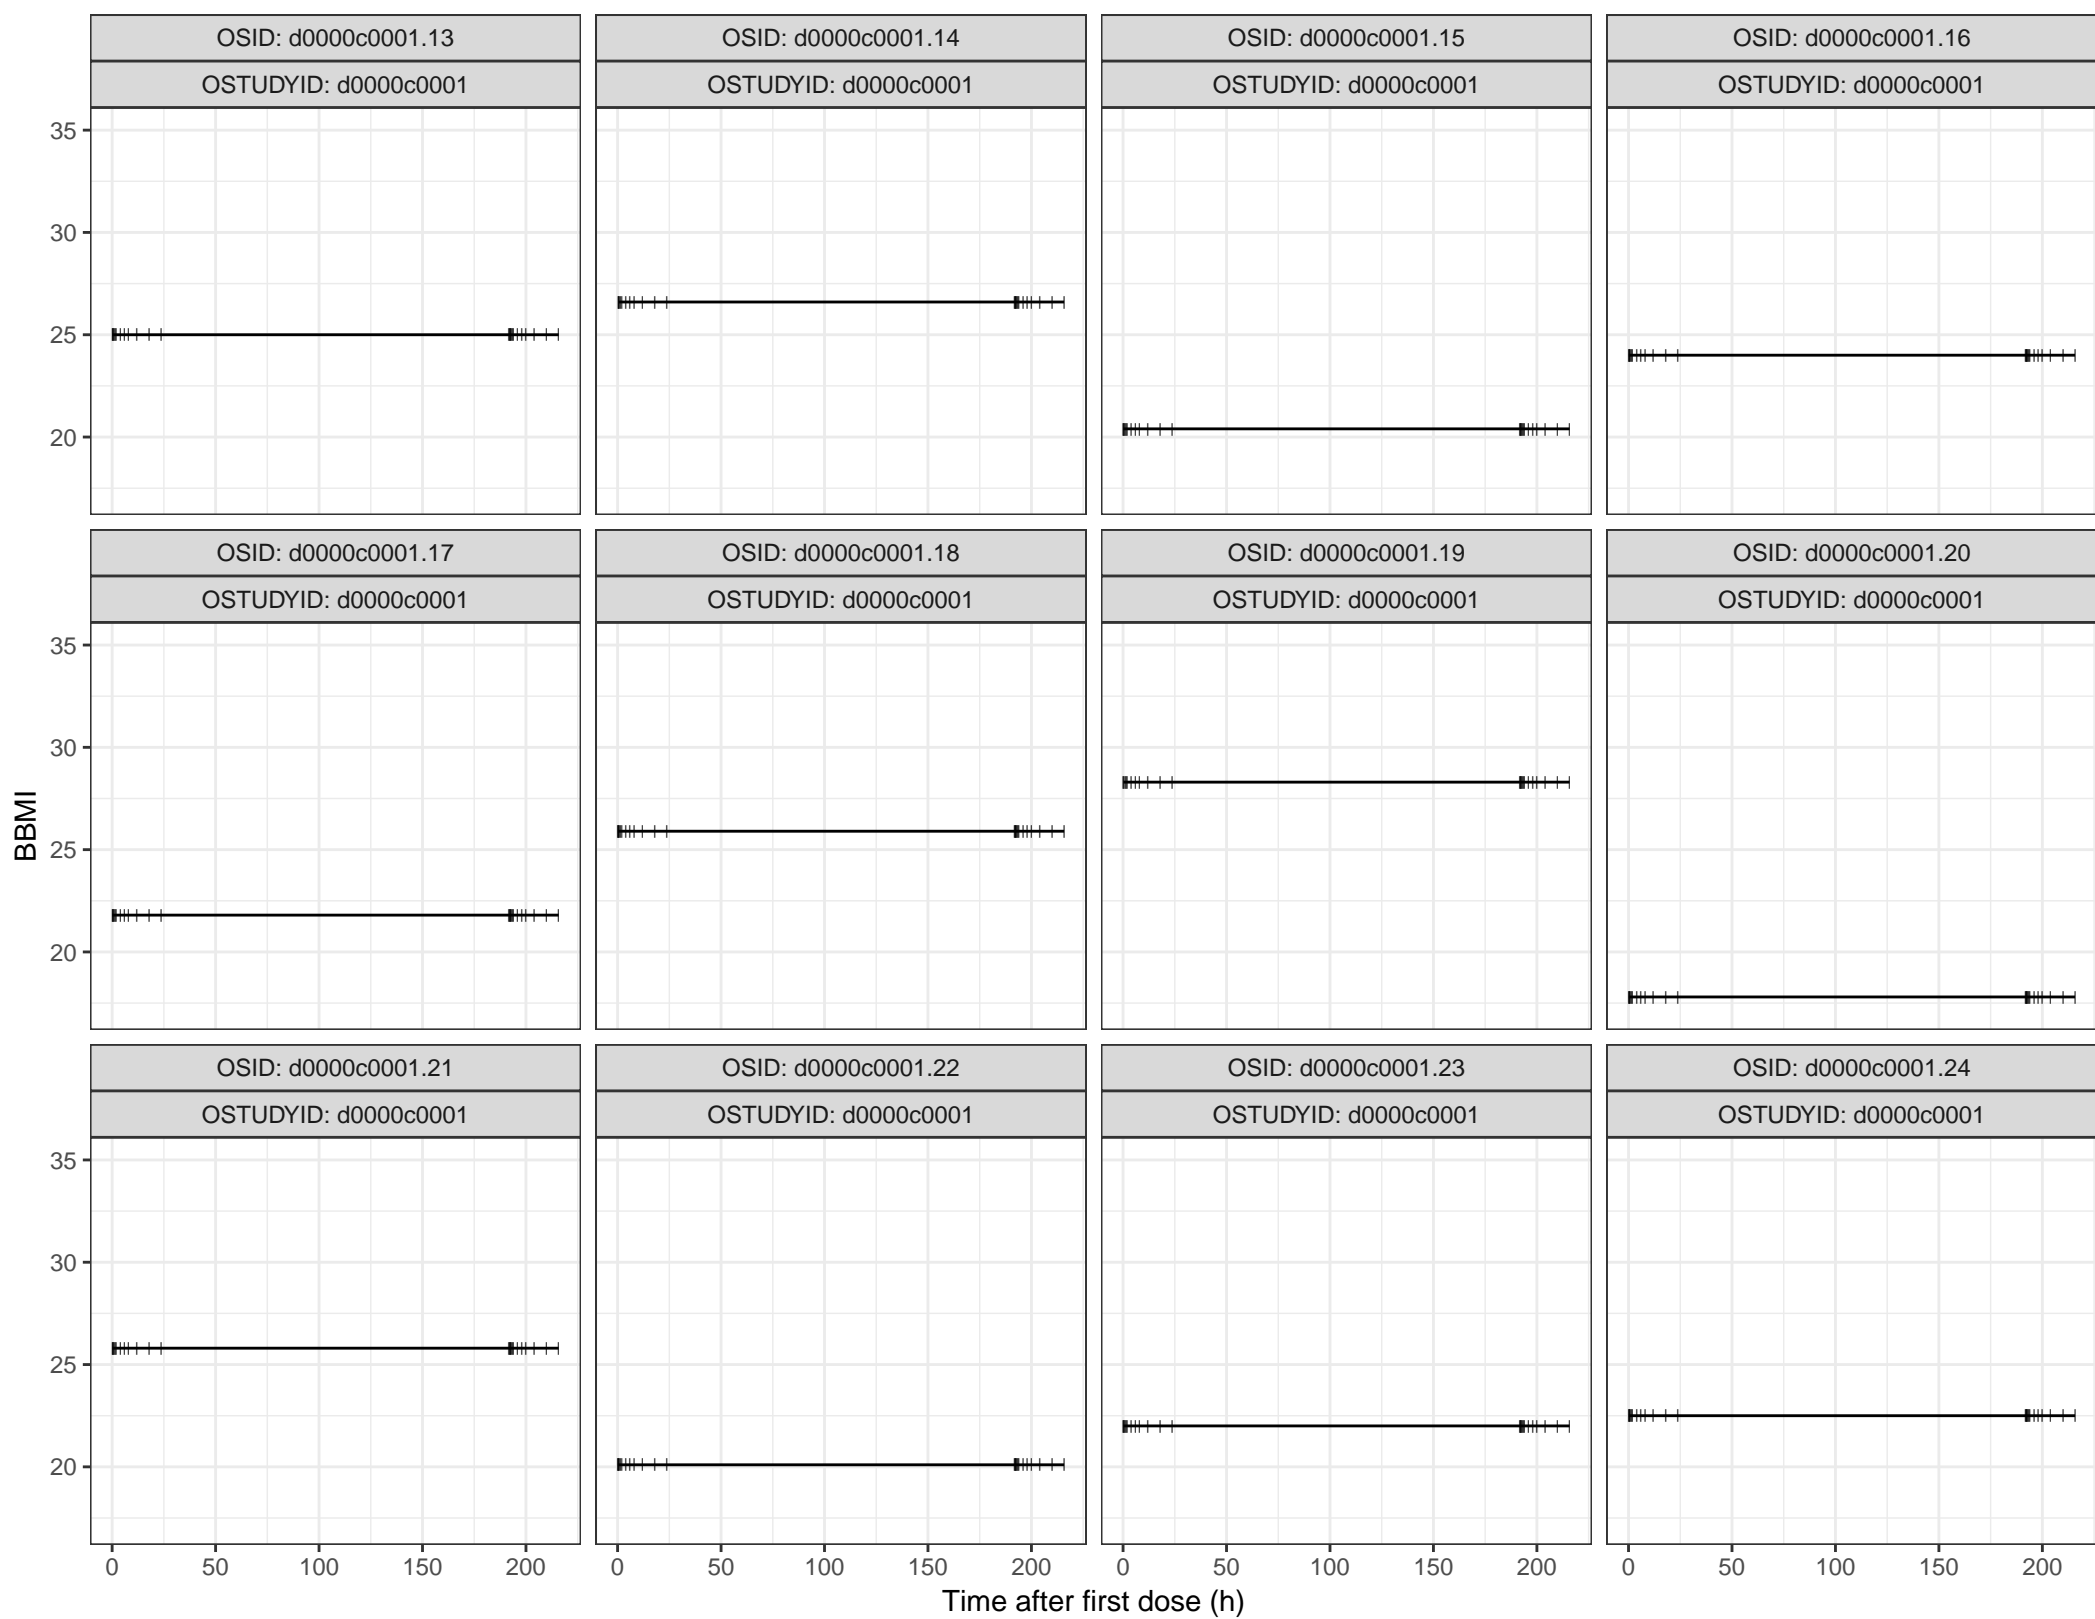 OSID: d0000c0001.13
OSID: d0000c0001.14
OSID: d0000c0001.15
OSID: d0000c0001.16
OSTUDYID: d0000c0001
OSTUDYID: d0000c0001
OSTUDYID: d0000c0001
OSTUDYID: d0000c0001
35
30
25
20
OSID: d0000c0001.17
OSID: d0000c0001.18
OSID: d0000c0001.19
OSID: d0000c0001.20
OSTUDYID: d0000c0001
OSTUDYID: d0000c0001
OSTUDYID: d0000c0001
OSTUDYID: d0000c0001
35
30
25
20
BBMI
OSID: d0000c0001.21
OSID: d0000c0001.22
OSID: d0000c0001.23
OSID: d0000c0001.24
OSTUDYID: d0000c0001
OSTUDYID: d0000c0001
OSTUDYID: d0000c0001
OSTUDYID: d0000c0001
35
30
25
20
0 50 100 150 200
0 50 100 150 200
0 50 100 150 200
0 50 100 150 200
Time after first dose (h)